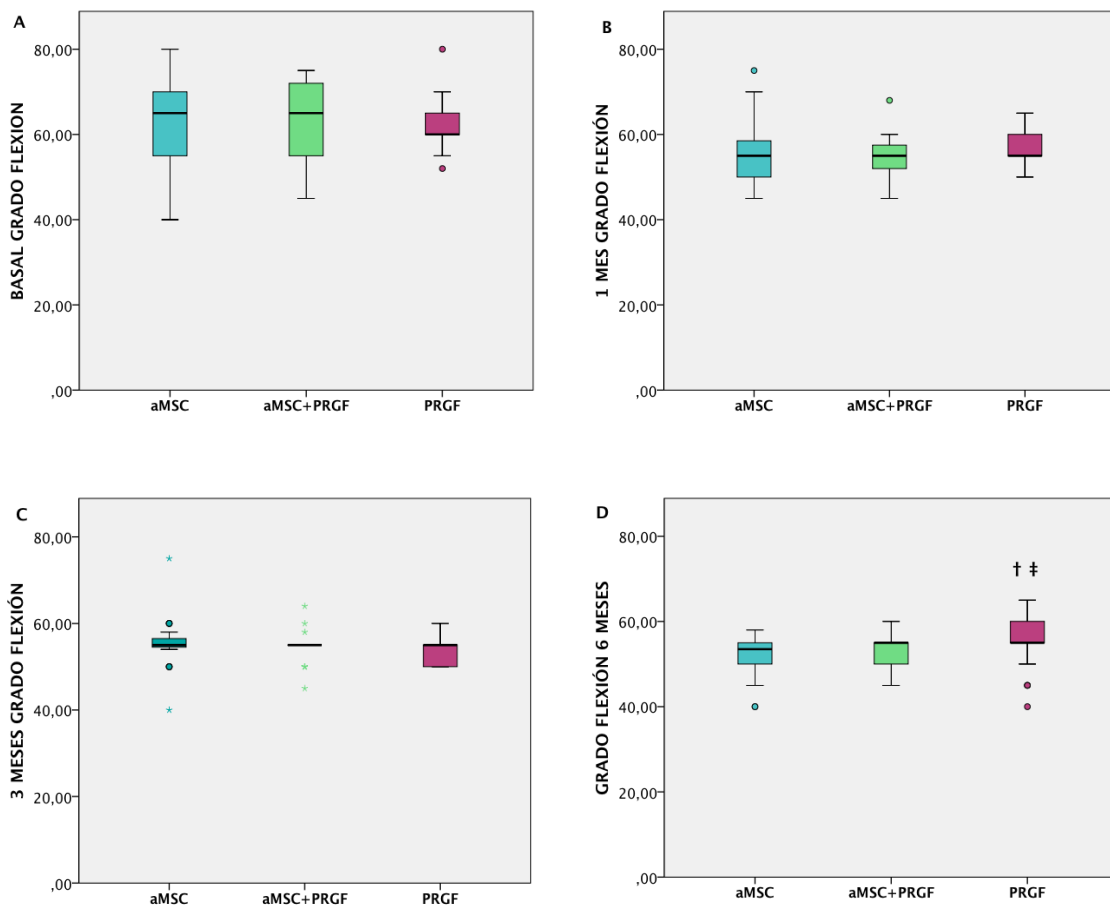 A
BASAL GRADO FLEXION
80,00
60,00
40,00
20,00
,00
aMSC aMSC+PRGF PRGF
B
1 MES GRADO FLEXIÓN
80,00
60,00
40,00
20,00
,00
aMSC aMSC+PRGF PRGF
C
3 MESES GRADO FLEXIÓN
80,00
60,00
40,00
20,00
,00
aMSC aMSC+PRGF PRGF
D
GRADO FLEXIÓN 6 MESES
80,00
60,00
40,00
20,00
,00
† ‡
aMSC aMSC+PRGF PRGF